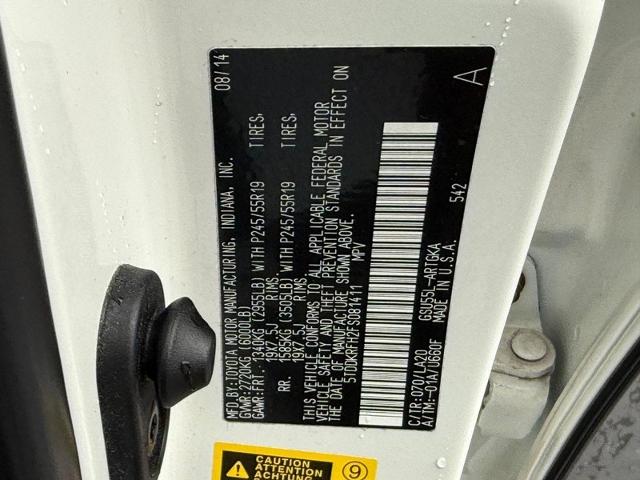 MFD.BY:TOYOTA MOTOR MANUFACTURING, INDIANA, INC. 08/14
GVWR: 2720KG (6000LB)
GAWR: FRT. 1340KG (2955LB) WITH P245/55R19 TIRES,
19X7.5J RIMS,
RR. 1585KG (3505LB) WITH P245/55R19 TIRES,
19X7.5J RIMS,
THIS VEHICLE CONFORMS TO ALL APPLICABLE FEDERAL MOTOR
VEHICLE SAFETY AND THEFT PREVENTION STANDARDS IN EFFECT ON
THE DATE OF MANUFACTURE SHOWN ABOVE.
5TDDKRFH2FS081411 MPV
C/TR:070/LA20 GSU55L-ARTGKA
A/TM:-01A/U660F MADE IN U.S.A.
542
A
CAUTION
ATTENTION
ACHTUNG
9